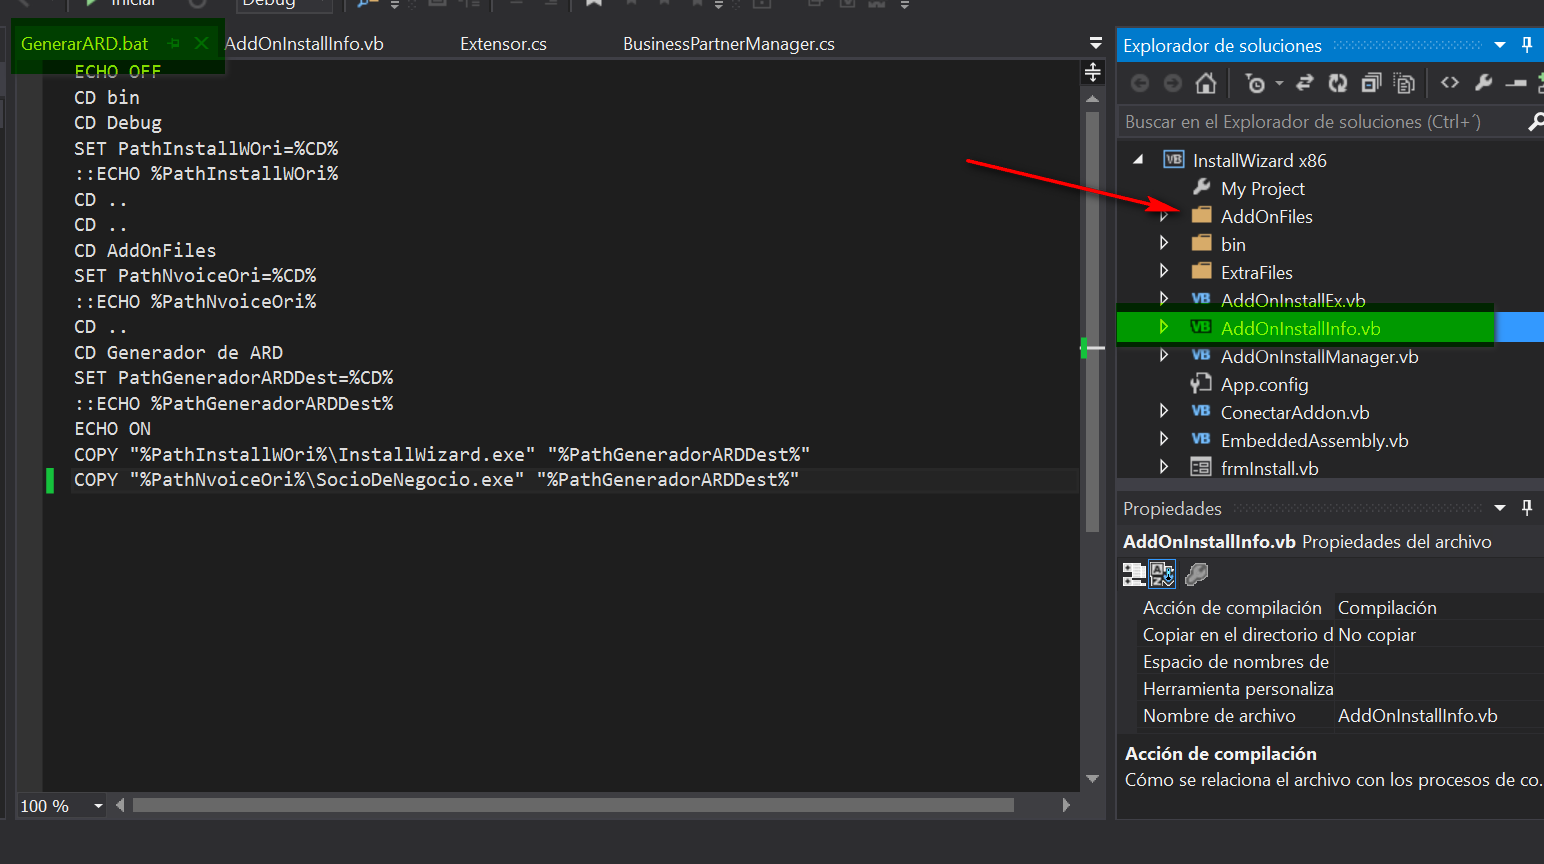 Iniciar
Debug
GenerarARD.bat
AddOnInstallInfo.vb
Extensor.cs
BusinessPartnerManager.cs
ECHO OFF
CD bin
CD Debug
SET PathInstallWOri=%CD%
::ECHO %PathInstallWOri%
CD ..
CD ..
CD AddOnFiles
SET PathNvoiceOri=%CD%
::ECHO %PathNvoiceOri%
CD ..
CD Generador de ARD
SET PathGeneradorARDDest=%CD%
::ECHO %PathGeneradorARDDest%
ECHO ON
COPY "%PathInstallWOri%\InstallWizard.exe" "%PathGeneradorARDDest%"
COPY "%PathNvoiceOri%\SocioDeNegocio.exe" "%PathGeneradorARDDest%"
100 %
Explorador de soluciones
Buscar en el Explorador de soluciones (Ctrl+´)
VB InstallWizard x86
My Project
AddOnFiles
bin
ExtraFiles
VB AddOnInstallEx.vb
VB AddOnInstallInfo.vb
VB AddOnInstallManager.vb
App.config
VB ConectarAddon.vb
VB EmbeddedAssembly.vb
frmInstall.vb
Propiedades
AddOnInstallInfo.vb Propiedades del archivo
Acción de compilación Compilación
Copiar en el directorio d No copiar
Espacio de nombres de
Herramienta personaliza
Nombre de archivo AddOnInstallInfo.vb
Acción de compilación
Cómo se relaciona el archivo con los procesos de co...